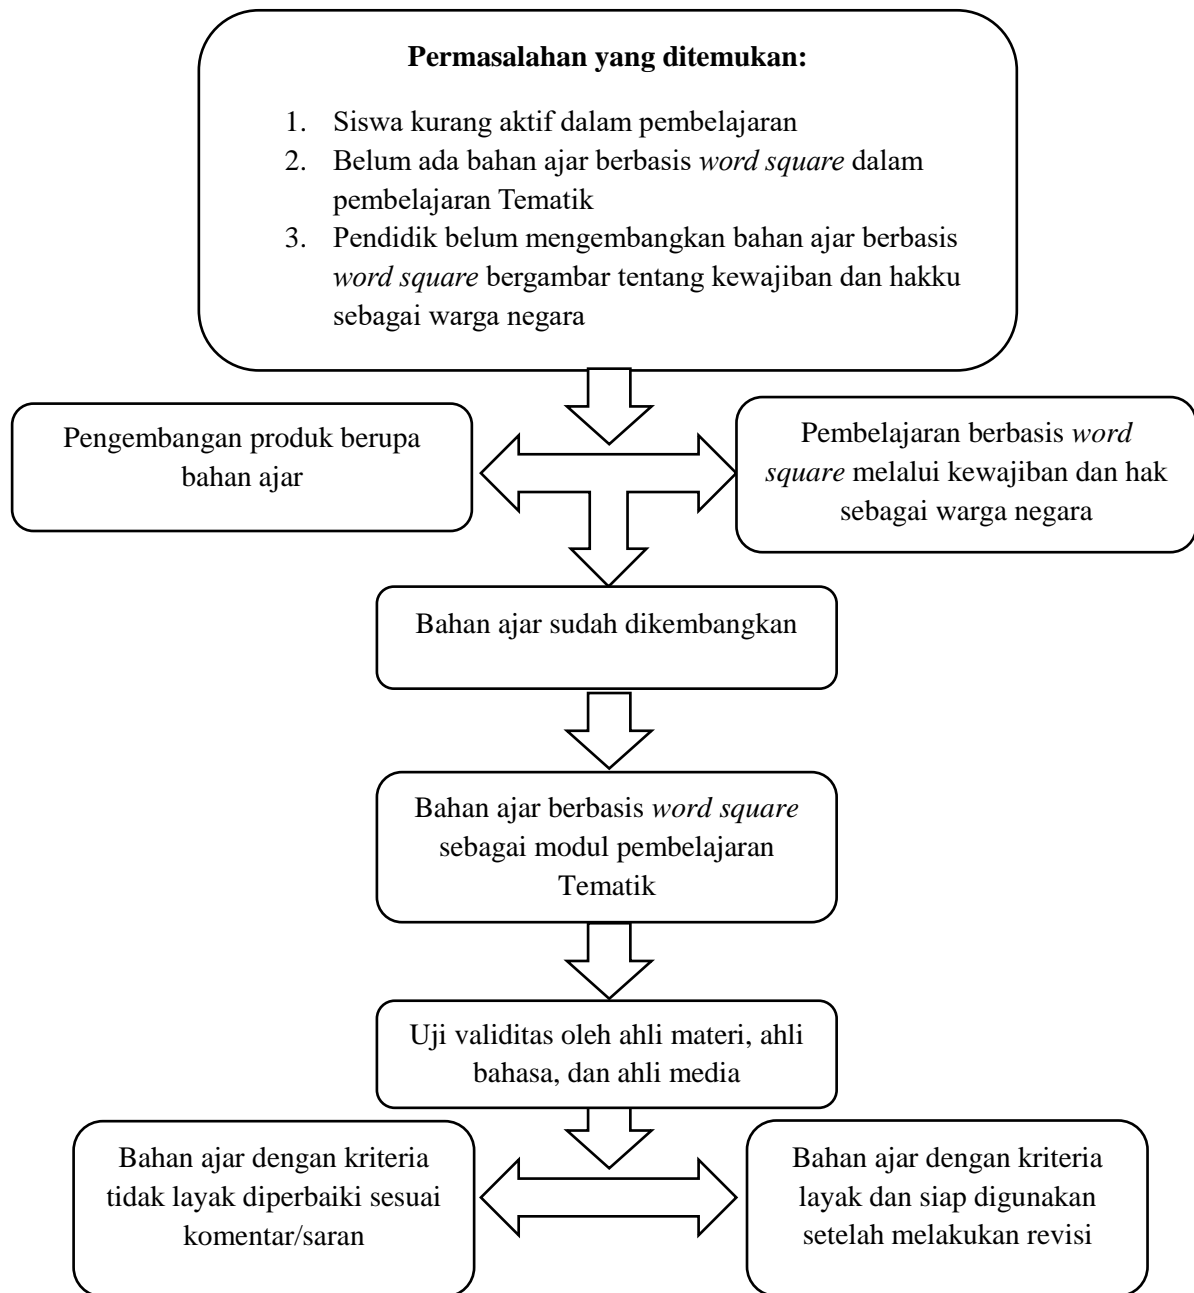 Permasalahan yang ditemukan:
1. Siswa kurang aktif dalam pembelajaran
2. Belum ada bahan ajar berbasis word square dalam
pembelajaran Tematik
3. Pendidik belum mengembangkan bahan ajar berbasis
word square bergambar tentang kewajiban dan hakku
sebagai warga negara
Pengembangan produk berupa
bahan ajar
Pembelajaran berbasis word
square melalui kewajiban dan hak
sebagai warga negara
Bahan ajar sudah dikembangkan
Bahan ajar berbasis word square
sebagai modul pembelajaran
Tematik
Uji validitas oleh ahli materi, ahli
bahasa, dan ahli media
Bahan ajar dengan kriteria
tidak layak diperbaiki sesuai
komentar/saran
Bahan ajar dengan kriteria
layak dan siap digunakan
setelah melakukan revisi